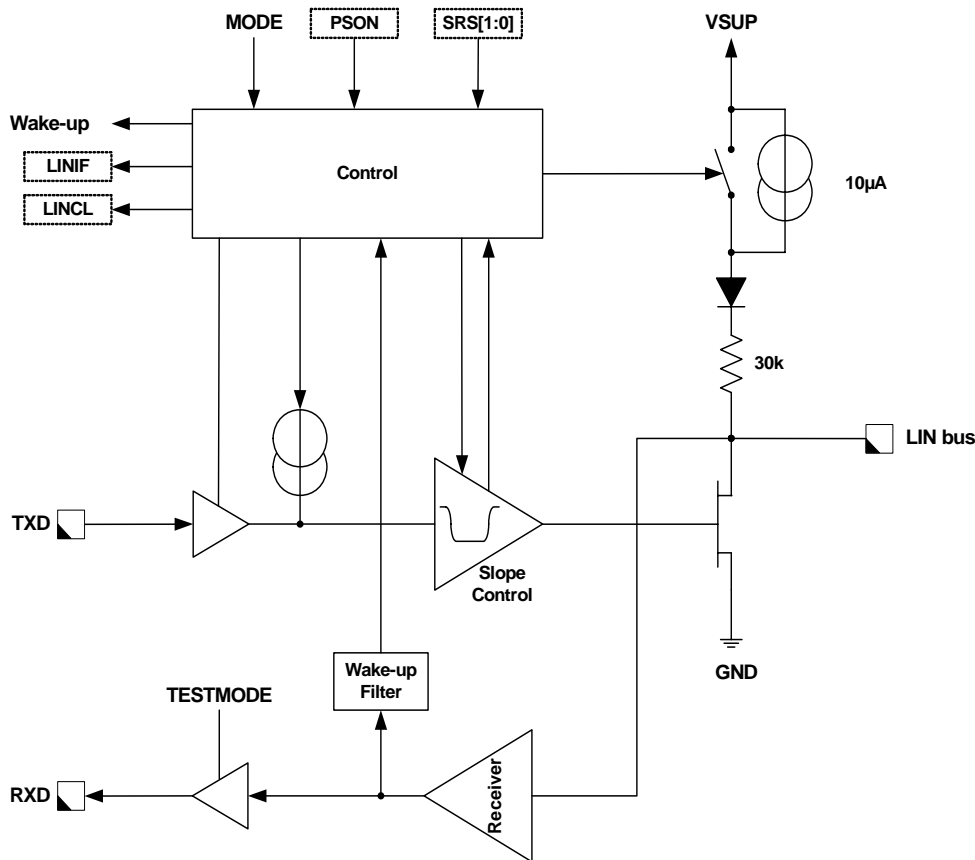 MODE
PSON
SRS[1:0]
VSUP
Wake-up
LINIF
LINCL
Control
10µA
30k
LIN bus
TXD
Slope
Control
GND
Wake-up
Filter
TESTMODE
Receiver
RXD